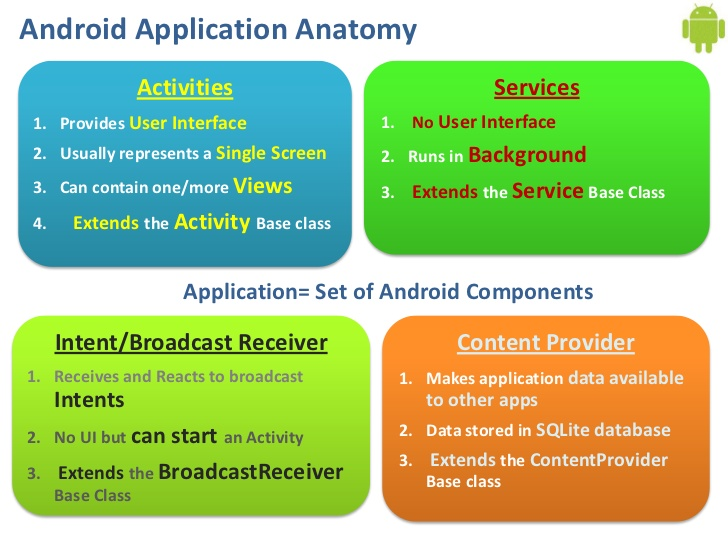 Android Application Anatomy
Activities
1. Provides User Interface
2. Usually represents a Single Screen
3. Can contain one/more Views
4. Extends the Activity Base class
Services
1. No User Interface
2. Runs in Background
3. Extends the Service Base Class
Application= Set of Android Components
Intent/Broadcast Receiver
1. Receives and Reacts to broadcast
Intents
2. No UI but can start an Activity
3. Extends the BroadcastReceiver
Base Class
Content Provider
1. Makes application data available
to other apps
2. Data stored in SQLite database
3. Extends the ContentProvider
Base class